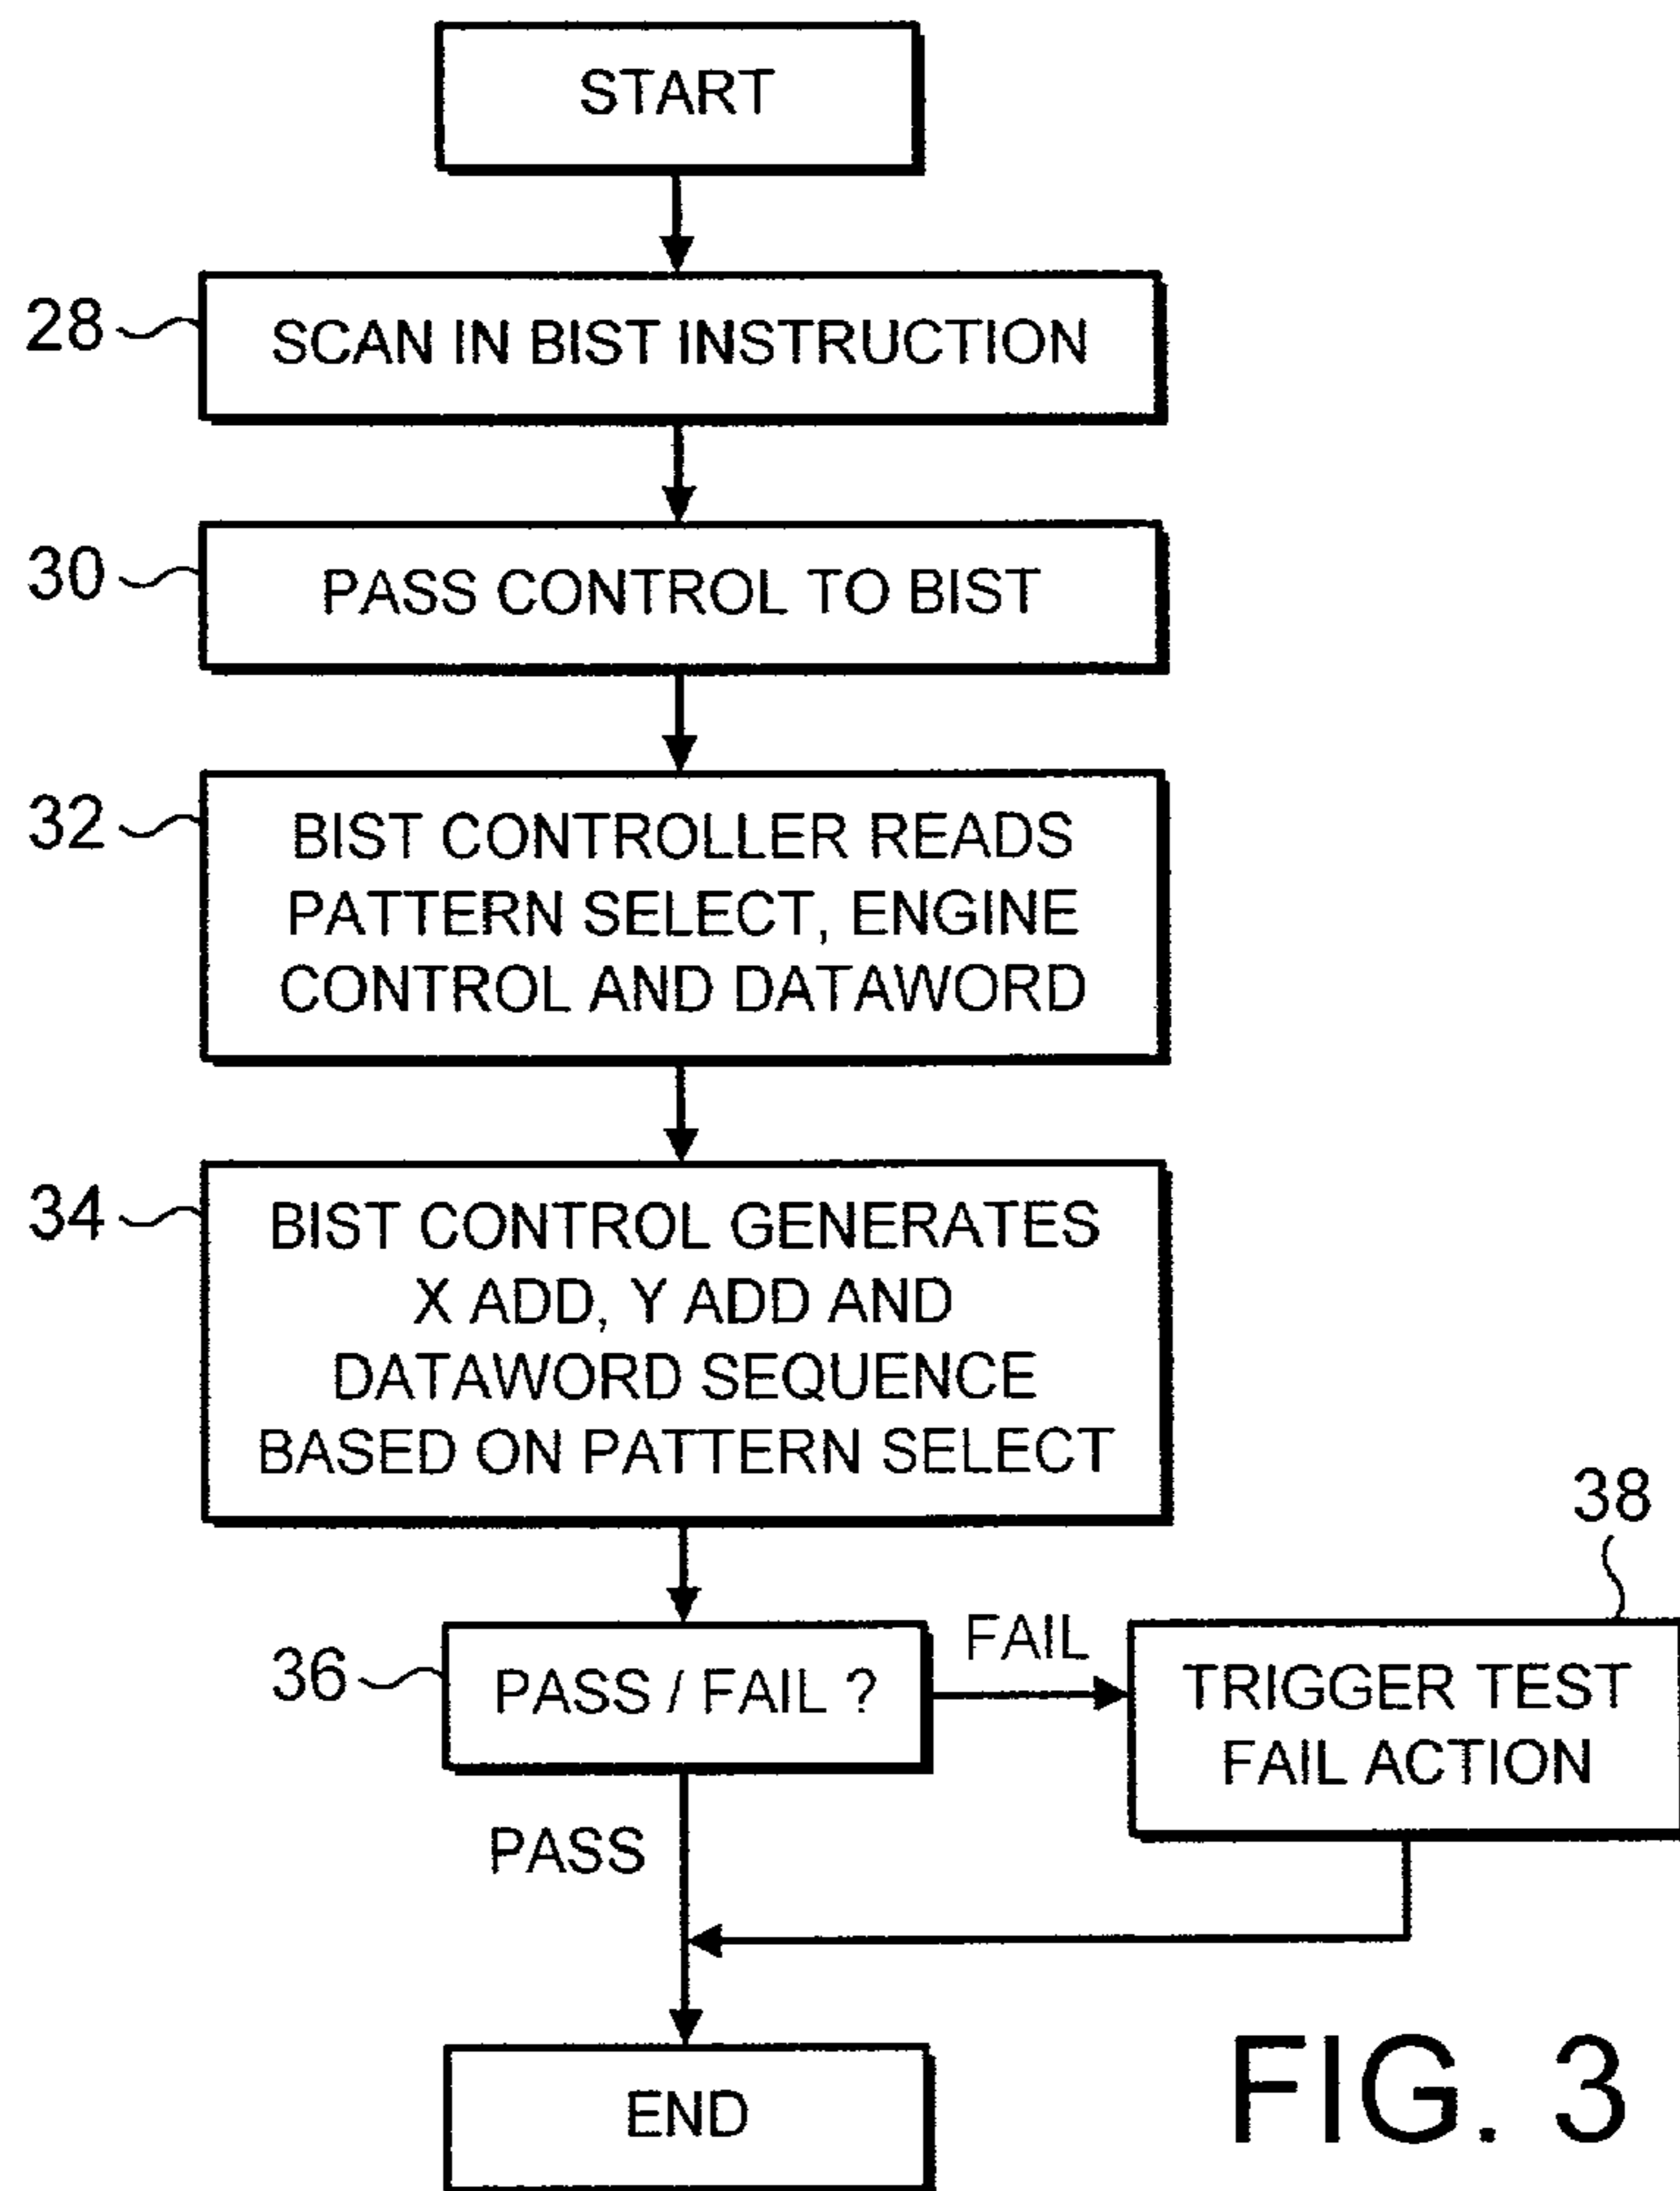 START
28
SCAN IN BIST INSTRUCTION
30
PASS CONTROL TO BIST
32
BIST CONTROLLER READS
PATTERN SELECT, ENGINE
CONTROL AND DATAWORD
34
BIST CONTROL GENERATES
X ADD, Y ADD AND
DATAWORD SEQUENCE
BASED ON PATTERN SELECT
36
PASS / FAIL ?
FAIL
38
TRIGGER TEST
FAIL ACTION
PASS
END
FIG. 3